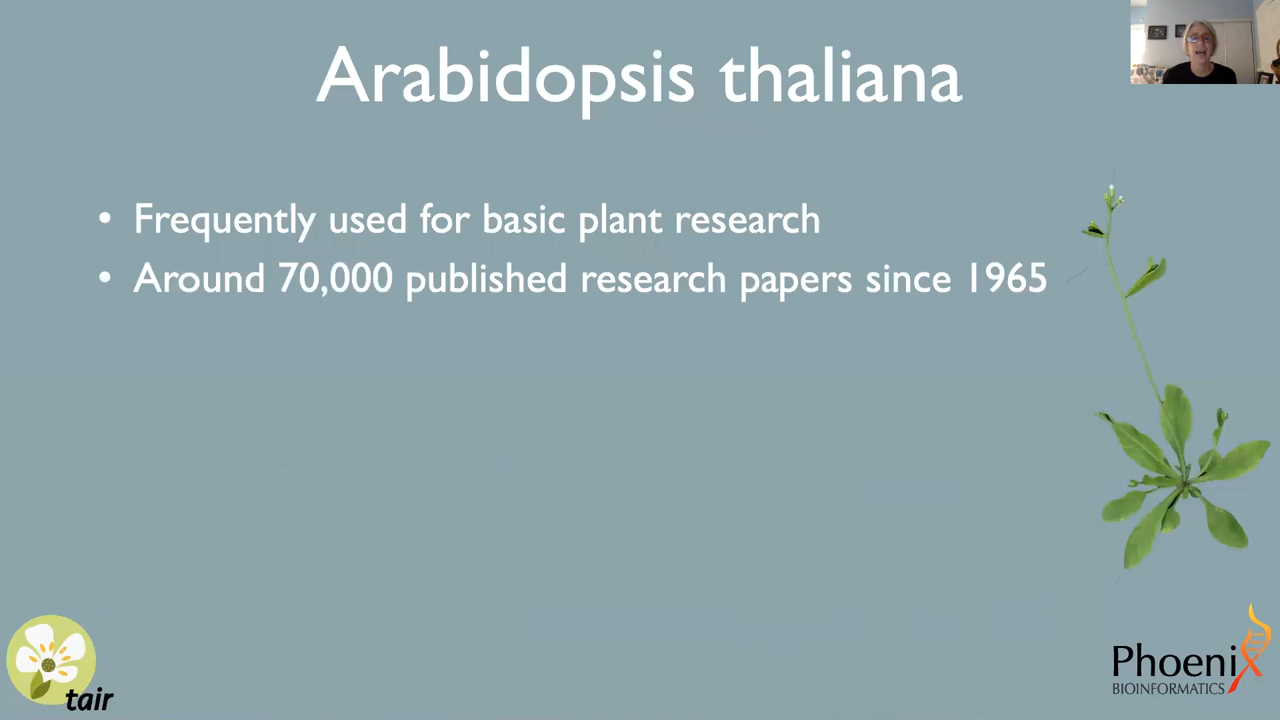 Arabidopsis thaliana
• Frequently used for basic plant research
• Around 70,000 published research papers since 1965
tair
Phoenix
BIOINFORMATICS